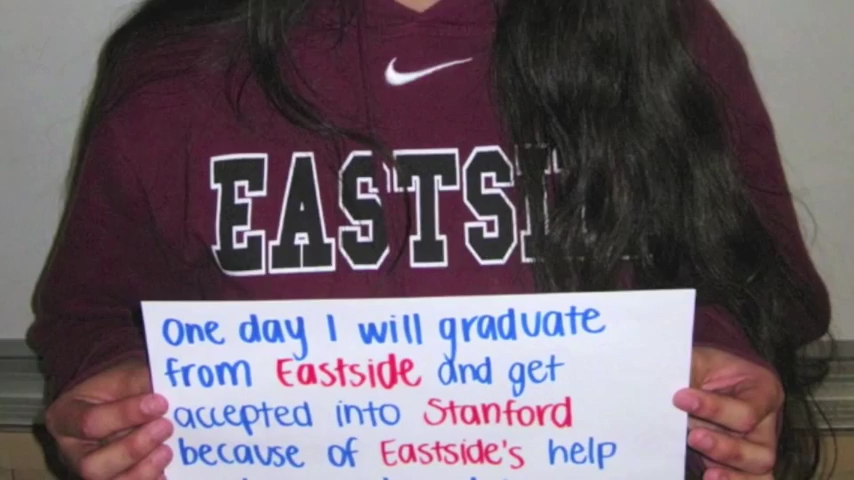 EASTSI
One day I will graduate
from Eastside and get
accepted into Stanford
because of Eastside's help